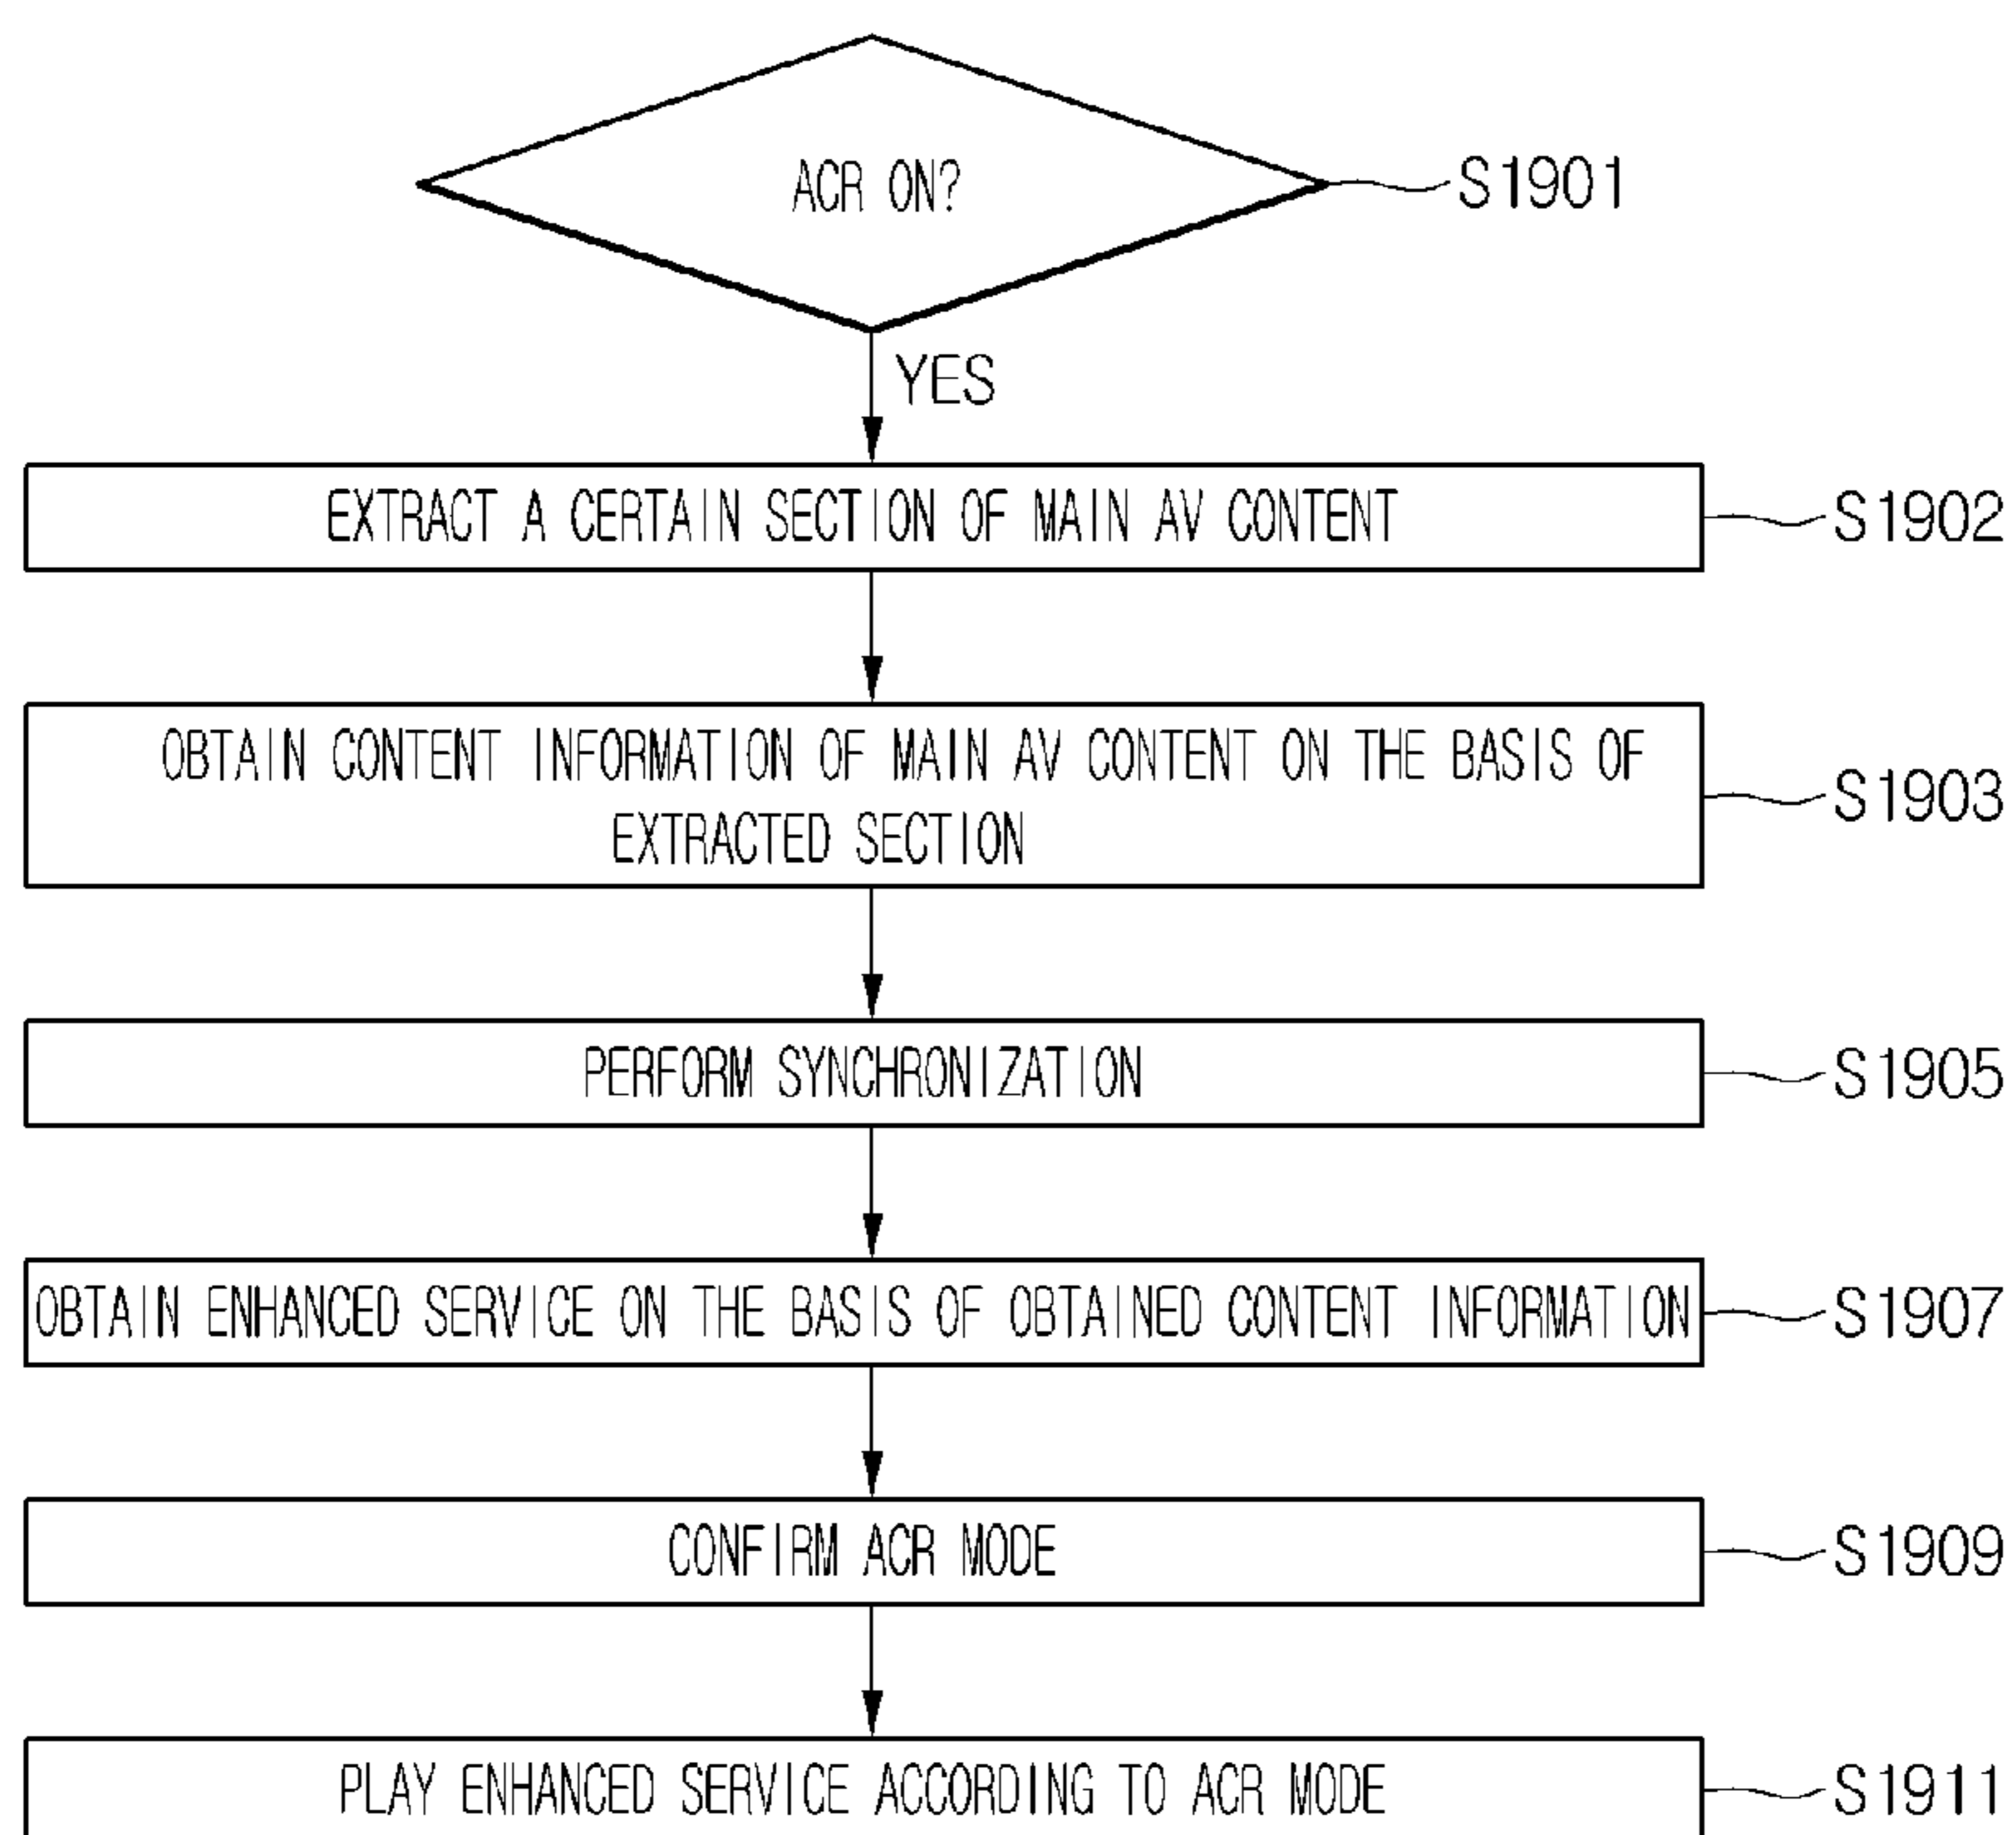 ACR ON?
S1901
YES
EXTRACT A CERTAIN SECTION OF MAIN AV CONTENT
S1902
OBTAIN CONTENT INFORMATION OF MAIN AV CONTENT ON THE BASIS OF
EXTRACTED SECTION
S1903
PERFORM SYNCHRONIZATION
S1905
OBTAIN ENHANCED SERVICE ON THE BASIS OF OBTAINED CONTENT INFORMATION
S1907
CONFIRM ACR MODE
S1909
PLAY ENHANCED SERVICE ACCORDING TO ACR MODE
S1911